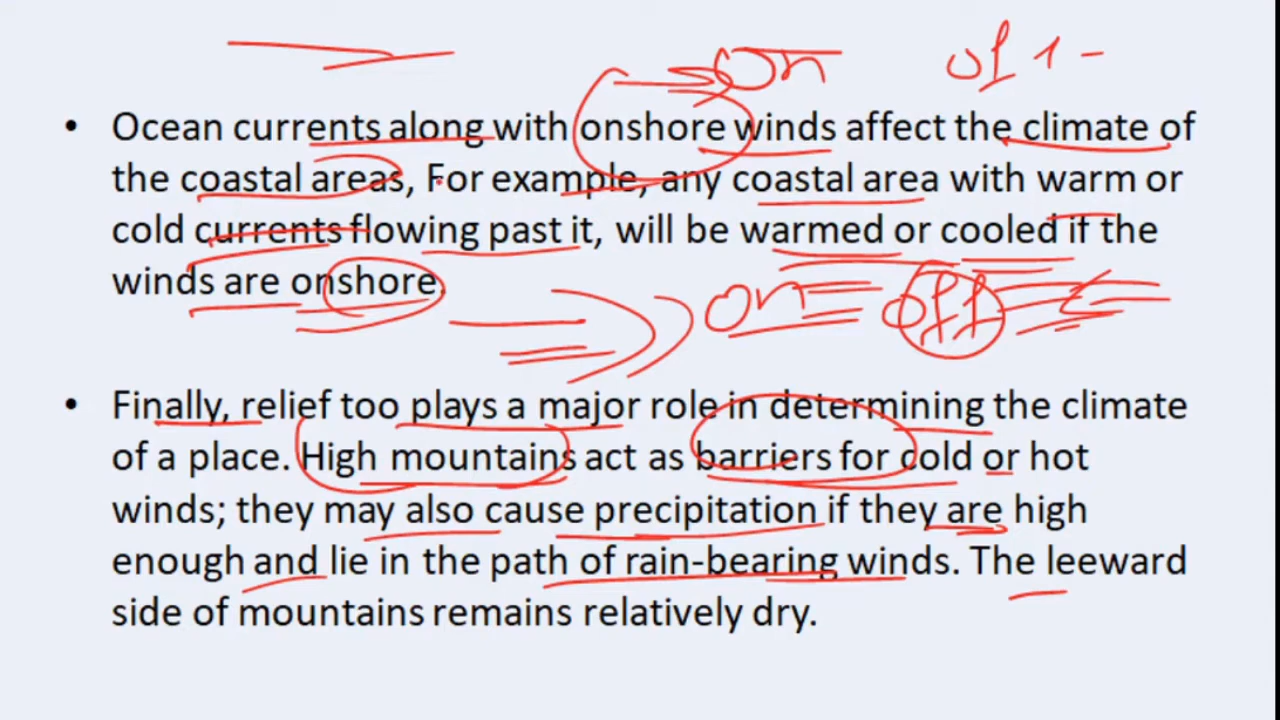 On
• Ocean currents along with onshore winds affect the climate of
the coastal areas, For example, any coastal area with warm or
cold currents flowing past it, will be warmed or cooled if the
winds are onshore.
on off
• Finally, relief too plays a major role in determining the climate
of a place. High mountains act as barriers for cold or hot
winds; they may also cause precipitation if they are high
enough and lie in the path of rain-bearing winds. The leeward
side of mountains remains relatively dry.